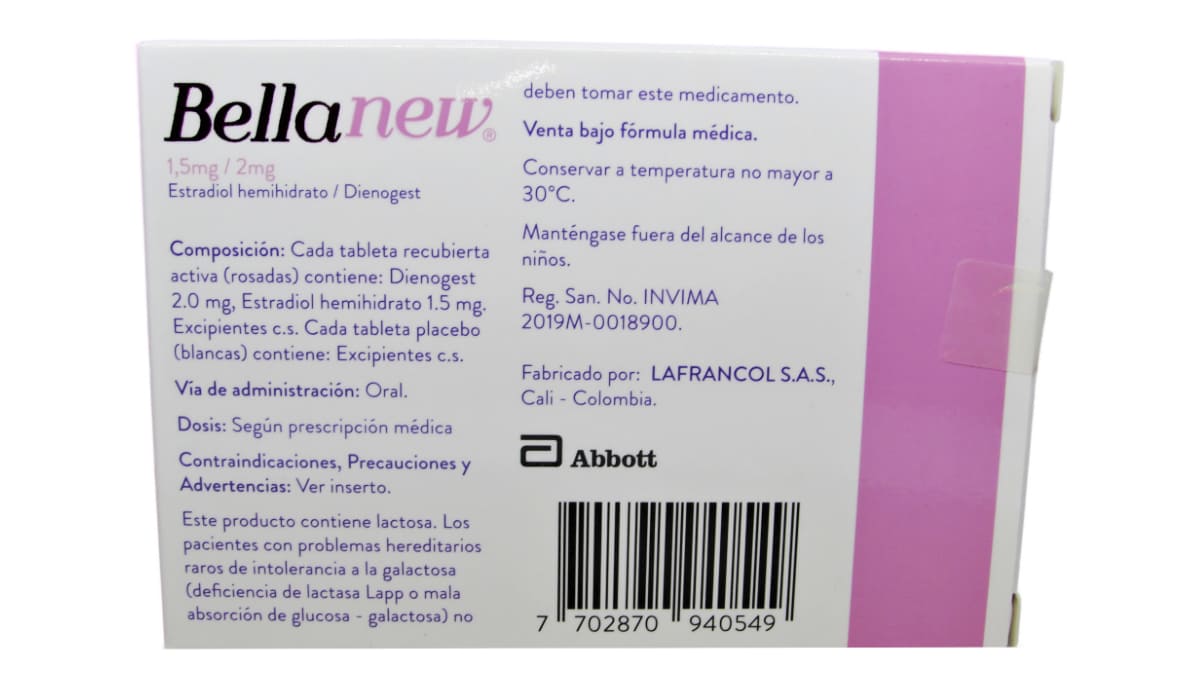 Bellanew®
1,5mg / 2mg
Estradiol hemihidrato / Dienogest
Composición: Cada tableta recubierta
activa (rosadas) contiene: Dienogest
2.0 mg, Estradiol hemihidrato 1.5 mg.
Excipientes c.s. Cada tableta placebo
(blancas) contiene: Excipientes c.s.
Vía de administración: Oral.
Dosis: Según prescripción médica
Contraindicaciones, Precauciones y
Advertencias: Ver inserto.
Este producto contiene lactosa. Los
pacientes con problemas hereditarios
raros de intolerancia a la galactosa
(deficiencia de lactasa Lapp o mala
absorción de glucosa - galactosa) no
deben tomar este medicamento.
Venta bajo fórmula médica.
Conservar a temperatura no mayor a
30°C.
Manténgase fuera del alcance de los
niños.
Reg. San. No. INVIMA
2019M-0018900.
Fabricado por: LAFRANCOL S.A.S.,
Cali - Colombia.
Abbott
7 702870 940549